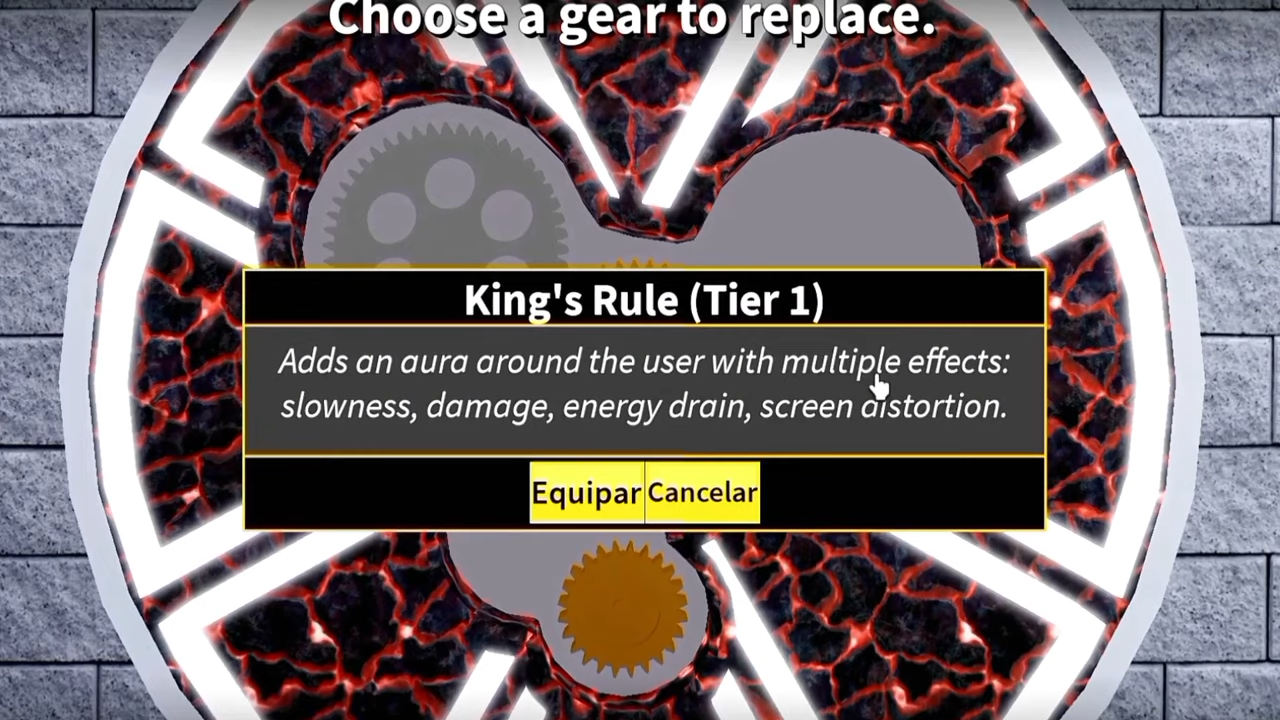 Choose a gear to replace.
King's Rule (Tier 1)
Adds an aura around the user with multiple effects:
slowness, damage, energy drain, screen distortion.
Equipar Cancelar